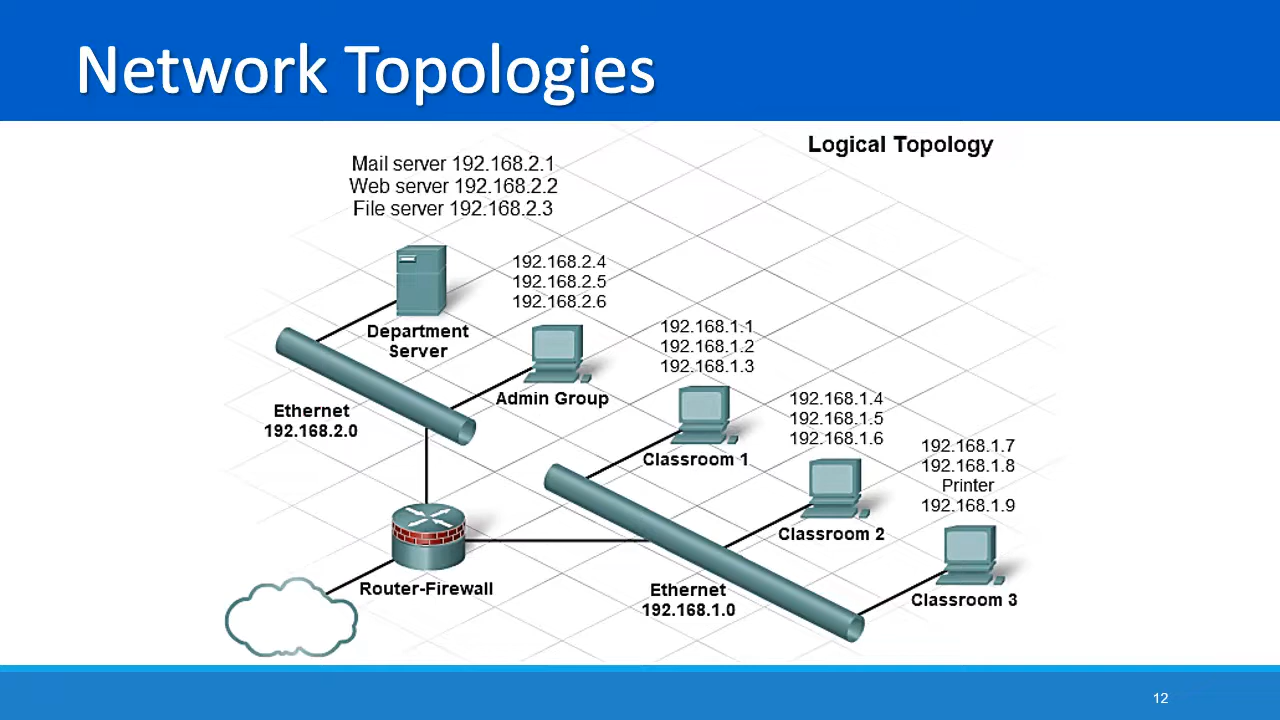 Network Topologies
Logical Topology
Mail server 192.168.2.1
Web server 192.168.2.2
File server 192.168.2.3
192.168.2.4
192.168.2.5
192.168.2.6
Department
Server
192.168.1.1
192.168.1.2
192.168.1.3
Admin Group
Ethernet
192.168.2.0
192.168.1.4
192.168.1.5
192.168.1.6
Classroom 1
192.168.1.7
192.168.1.8
Printer
192.168.1.9
Classroom 2
Router-Firewall
Ethernet
192.168.1.0
Classroom 3
12